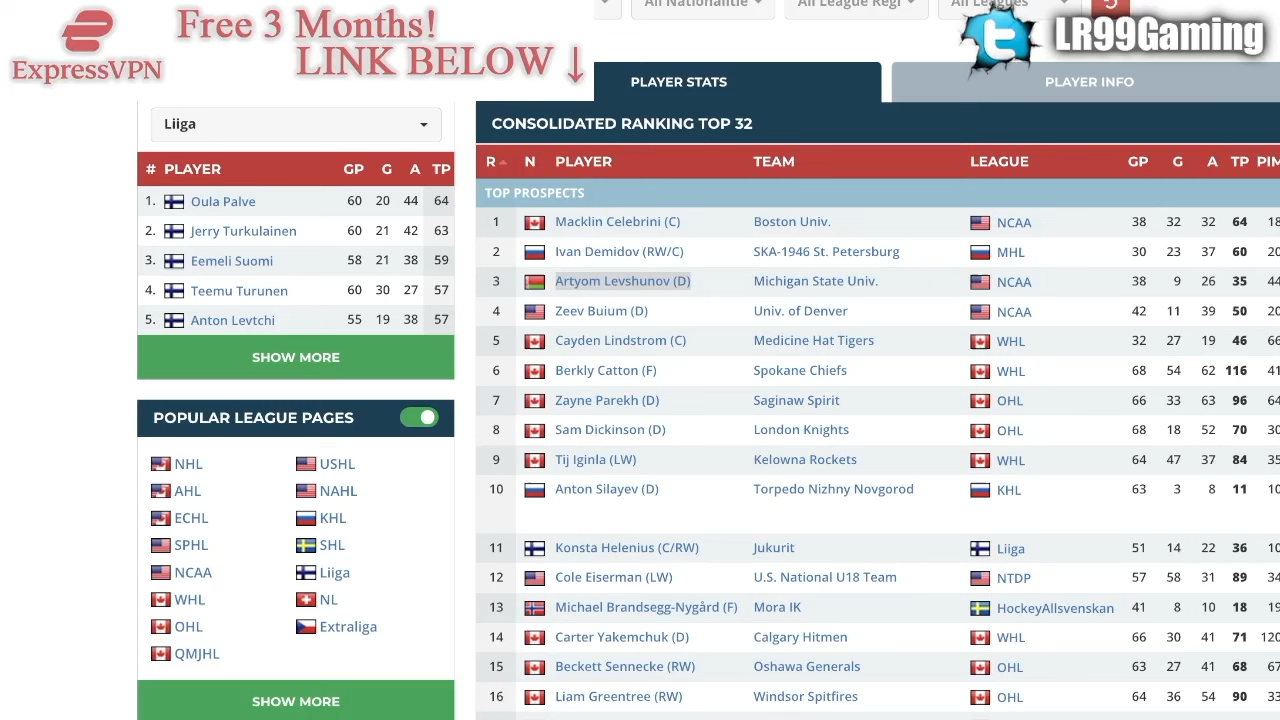 All Nationalitie
All League Regi
All Leagues
ExpressVPN
Free 3 Months!
LINK BELOW ↓
LR99Gaming
PLAYER STATS
PLAYER INFO
Liiga
# PLAYER GP G A TP
1. Oula Palve 60 20 44 64
2. Jerry Turkulainen 60 21 42 63
3. Eemeli Suomi 58 21 38 59
4. Teemu Turunen 60 30 27 57
5. Anton Levtchi 55 19 38 57
SHOW MORE
POPULAR LEAGUE PAGES
NHL USHL
AHL NAHL
ECHL KHL
SPHL SHL
NCAA Liiga
WHL NL
OHL Extraliga
QMJHL
SHOW MORE
CONSOLIDATED RANKING TOP 32
R N PLAYER TEAM LEAGUE GP G A TP PIM
TOP PROSPECTS
1 Macklin Celebrini (C) Boston Univ. NCAA 38 32 32 64
2 Ivan Demidov (RW/C) SKA-1946 St. Petersburg MHL 30 23 37 60
3 Artyom Levshunov (D) Michigan State Univ. NCAA 38 9 26 35
4 Zeev Buium (D) Univ. of Denver NCAA 42 11 39 50
5 Cayden Lindstrom (C) Medicine Hat Tigers WHL 32 27 19 46
6 Berkly Catton (F) Spokane Chiefs WHL 68 54 62 116
7 Zayne Parekh (D) Saginaw Spirit OHL 66 33 63 96
8 Sam Dickinson (D) London Knights OHL 68 18 52 70
9 Tij Iginla (LW) Kelowna Rockets WHL 64 47 37 84
10 Anton Silayev (D) Torpedo Nizhny Novgorod KHL 63 3 8 11
11 Konsta Helenius (C/RW) Jukurit Liiga 51 14 22 36
12 Cole Eiserman (LW) U.S. National U18 Team NTDP 57 58 31 89
13 Michael Brandsegg-Nygård (F) Mora IK HockeyAllsvenskan 41 8 10 18
14 Carter Yakemchuk (D) Calgary Hitmen WHL 66 30 41 71
15 Beckett Sennecke (RW) Oshawa Generals OHL 63 27 41 68
16 Liam Greentree (RW) Windsor Spitfires OHL 64 36 54 90